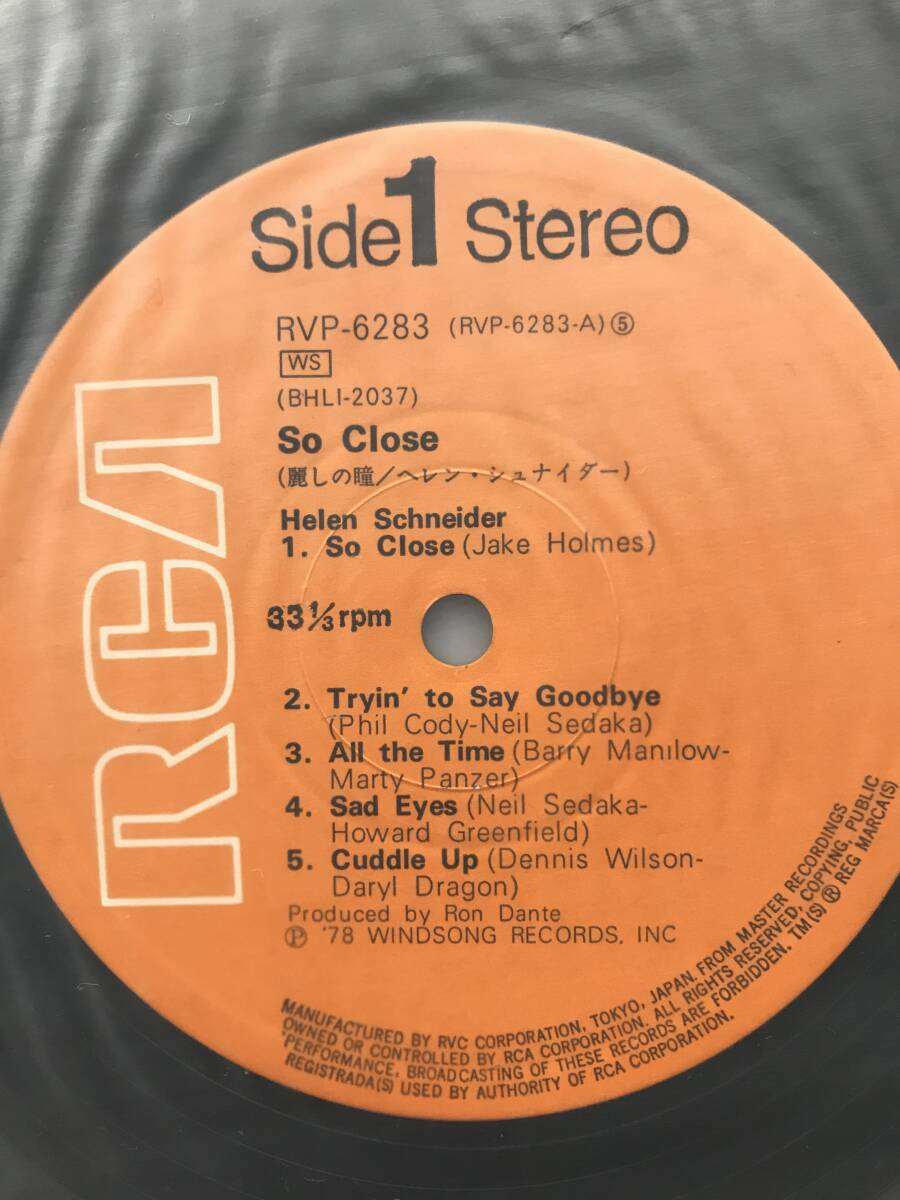 Side 1 Stereo
RVP-6283 (RVP-6283-A)⑤
WS
(BHLI-2037)
So Close
(麗しの瞳/ヘレン・シュナイダー)
Helen Schneider
1. So Close (Jake Holmes)
33 1/3 rpm
2. Tryin' to Say Goodbye
(Phil Cody-Neil Sedaka)
3. All the Time (Barry Manilow-
Marty Panzer)
4. Sad Eyes (Neil Sedaka-
Howard Greenfield)
5. Cuddle Up (Dennis Wilson-
Daryl Dragon)
Produced by Ron Dante
Ⓟ '78 WINDSONG RECORDS, INC
RCA
MANUFACTURED BY RVC CORPORATION, TOKYO, JAPAN. FROM MASTER RECORDINGS
OWNED OR CONTROLLED BY RCA CORPORATION. ALL RIGHTS RESERVED, COPYING, PUBLIC
PERFORMANCE, BROADCASTING OF THESE RECORDS ARE FORBIDDEN. TM(S) ® REG MARCA(S)
REGISTRADA(S) USED BY AUTHORITY OF RCA CORPORATION.